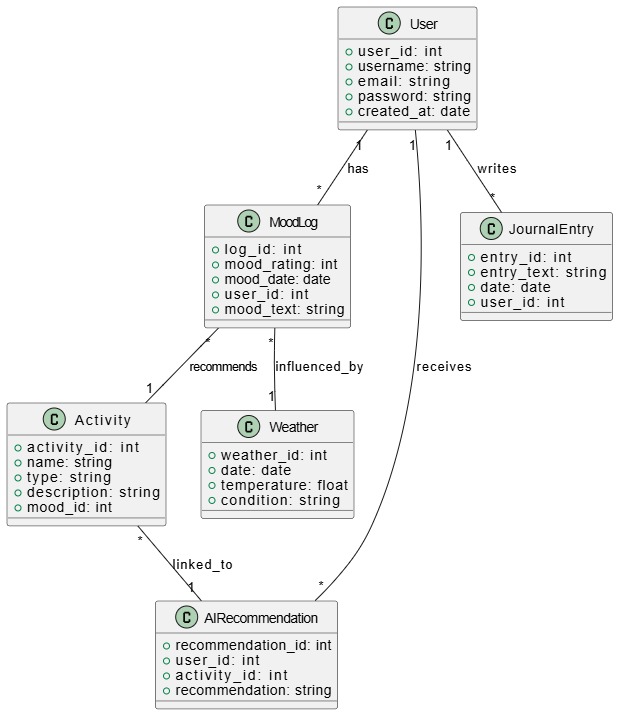 C User
user_id: int
username: string
email: string
password: string
created_at: date
1 1 1
has
writes
* *
C MoodLog
log_id: int
mood_rating: int
mood_date: date
user_id: int
mood_text: string
C JournalEntry
entry_id: int
entry_text: string
date: date
user_id: int
* *
recommends
influenced_by
receives
1 1
C Activity
activity_id: int
name: string
type: string
description: string
mood_id: int
C Weather
weather_id: int
date: date
temperature: float
condition: string
*
linked_to
1 *
C AIRecommendation
recommendation_id: int
user_id: int
activity_id: int
recommendation: string